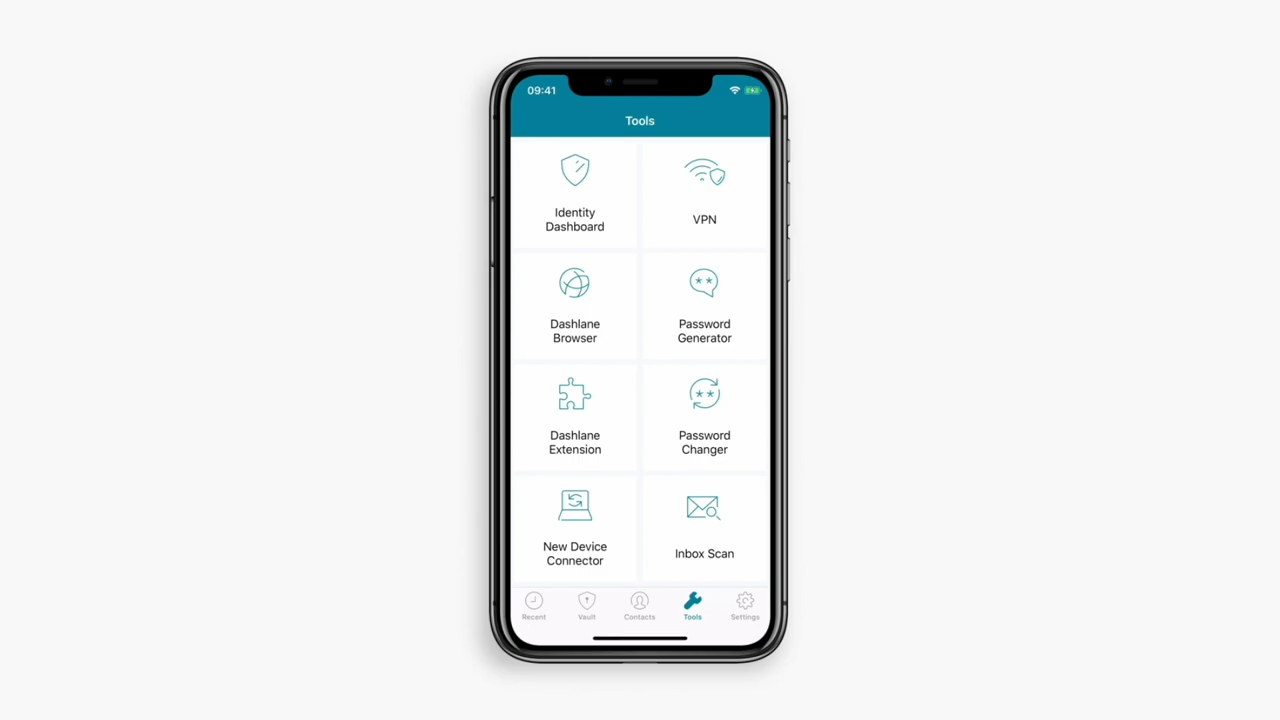 09:41
Tools
Identity
Dashboard
VPN
Dashlane
Browser
Password
Generator
Dashlane
Extension
Password
Changer
New Device
Connector
Inbox Scan
Recent
Vault
Contacts
Tools
Settings